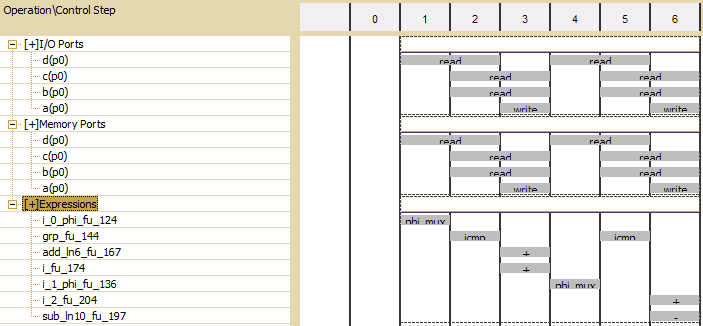 Operation\Control Step 0 1 2 3 4 5 6
[+]I/O Ports
d(p0) read read
c(p0) read read
b(p0) read read
a(p0) write write
[+]Memory Ports
d(p0) read read
c(p0) read read
b(p0) read read
a(p0) write write
[+]Expressions
i_0_phi_fu_124 phi_mux
grp_fu_144 icmp icmp
add_ln6_fu_167 +
i_fu_174 +
i_1_phi_fu_136 phi_mux
i_2_fu_204 +
sub_ln10_fu_197 -